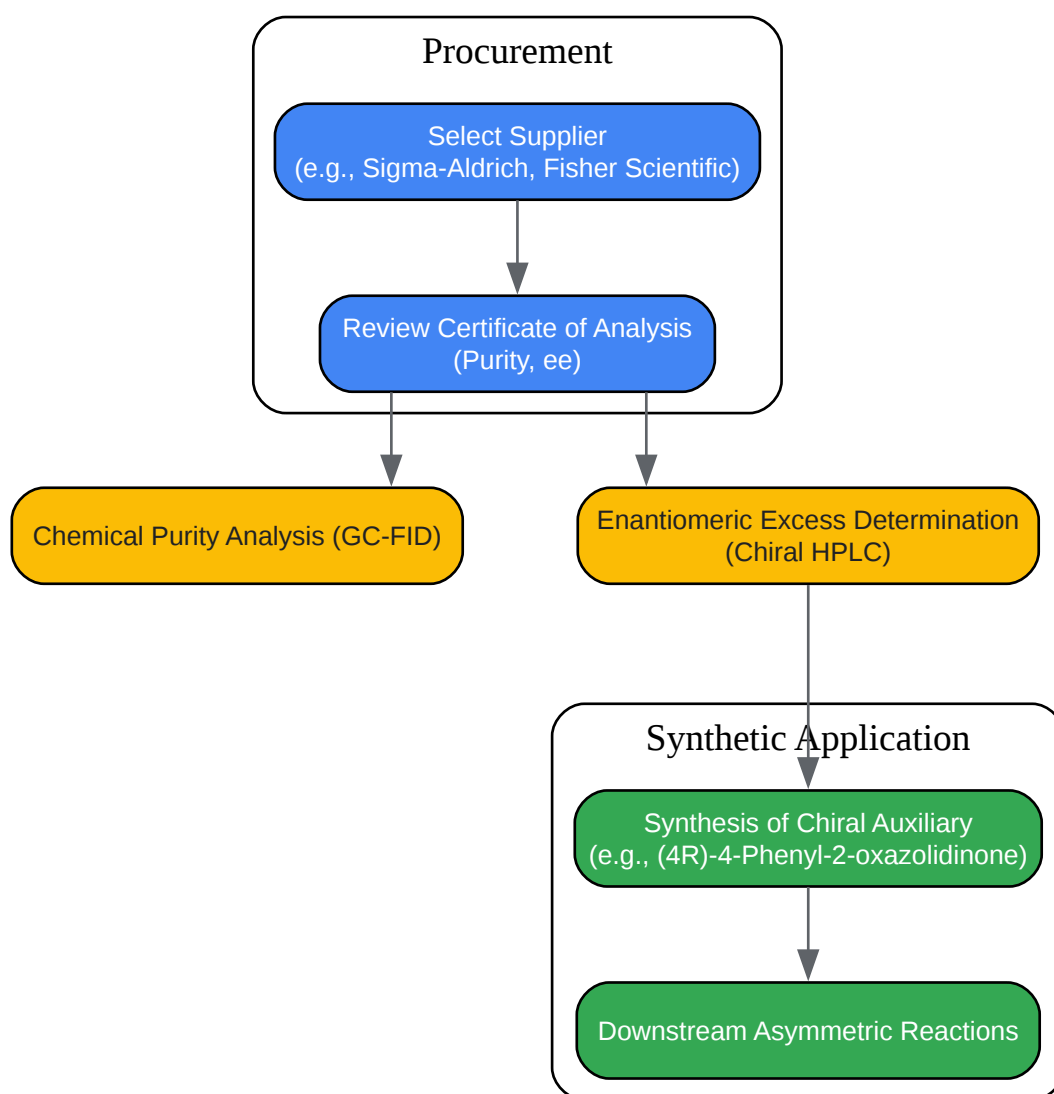 Procurement
Select Supplier
(e.g., Sigma-Aldrich, Fisher Scientific)
Review Certificate of Analysis
(Purity, ee)
Chemical Purity Analysis (GC-FID)
Enantiomeric Excess Determination
(Chiral HPLC)
Synthetic Application
Synthesis of Chiral Auxiliary
(e.g., (4R)-4-Phenyl-2-oxazolidinone)
Downstream Asymmetric Reactions